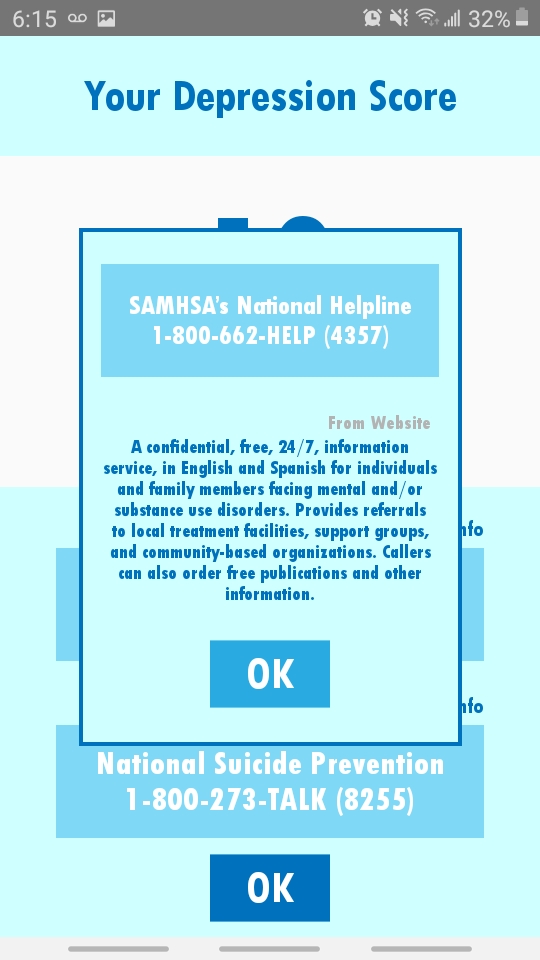 6:15
32%
Your Depression Score
SAMHSA's National Helpline
1-800-662-HELP (4357)
From Website
A confidential, free, 24/7, information
service, in English and Spanish for individuals
and family members facing mental and/or
substance use disorders. Provides referrals
to local treatment facilities, support groups,
and community-based organizations. Callers
can also order free publications and other
information.
OK
National Suicide Prevention
1-800-273-TALK (8255)
OK